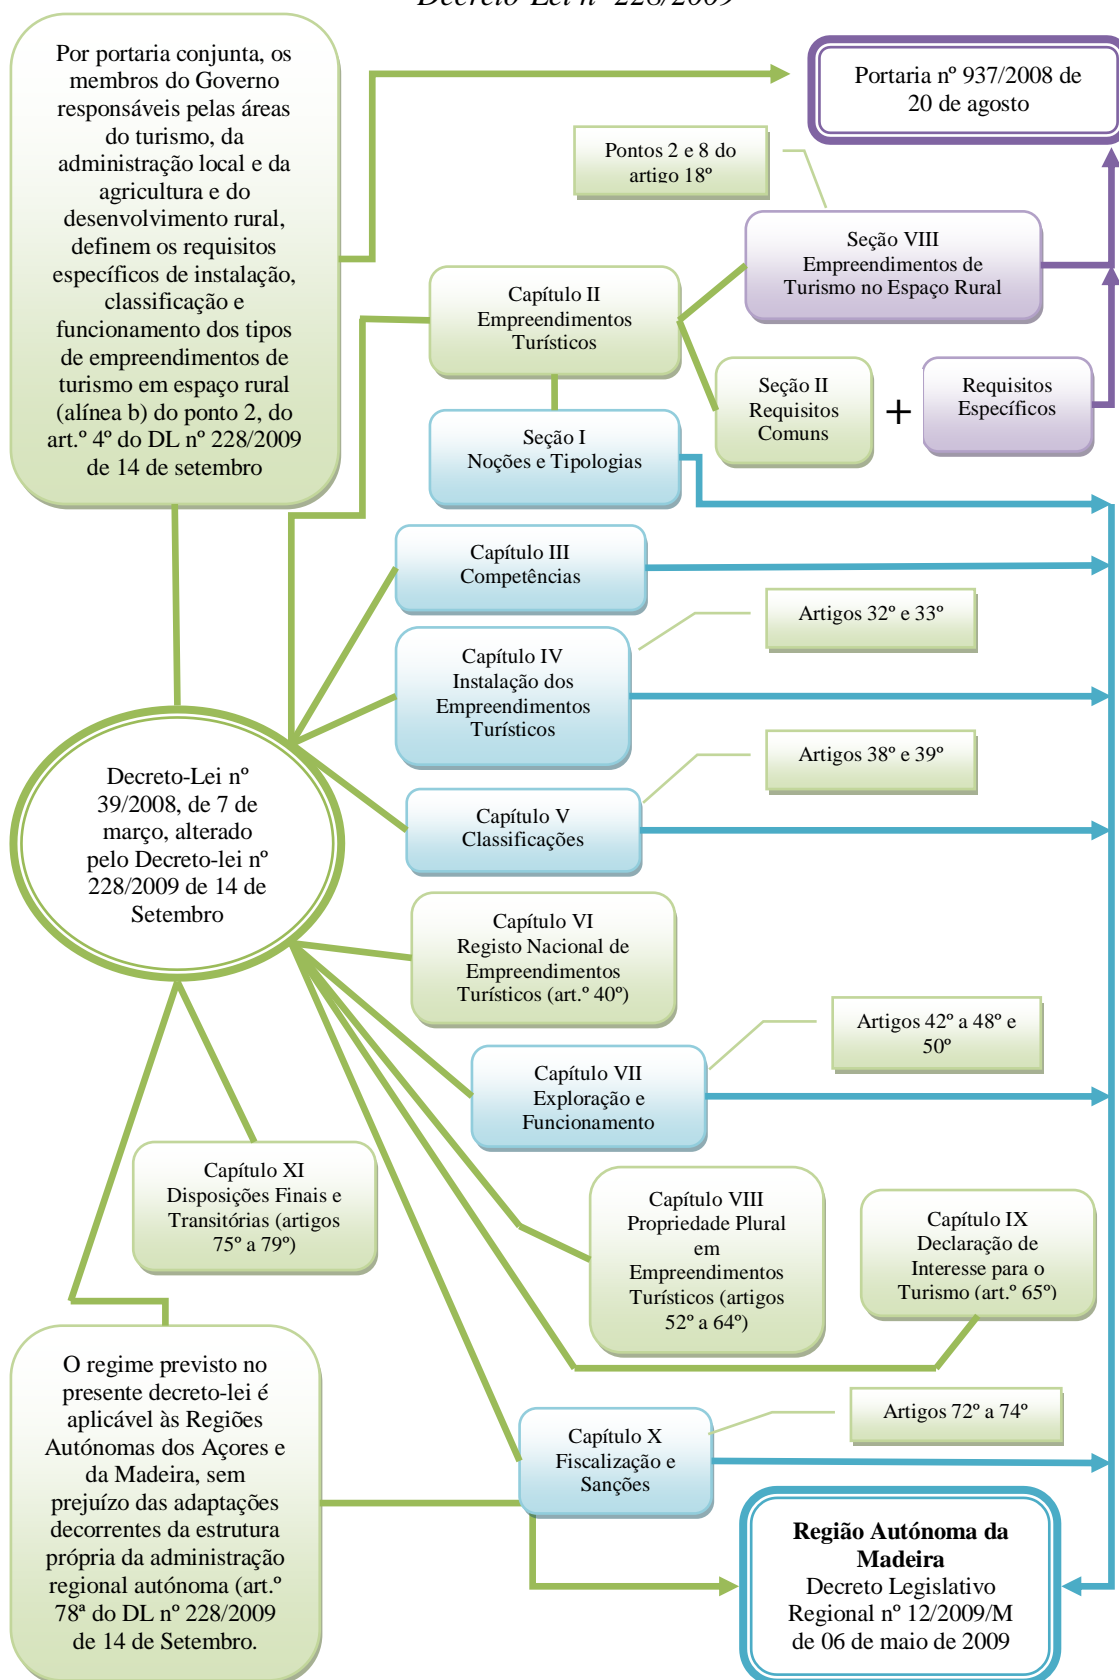 Decreto-Lei nº 228/2009
Por portaria conjunta, os
membros do Governo
responsáveis pelas áreas
do turismo, da
administração local e da
agricultura e do
desenvolvimento rural,
definem os requisitos
específicos de instalação,
classificação e
funcionamento dos tipos
de empreendimentos de
turismo em espaço rural
(alínea b) do ponto 2, do
art.º 4º do DL nº 228/2009
de 14 de setembro
Portaria nº 937/2008 de
20 de agosto
Pontos 2 e 8 do
artigo 18º
Seção VIII
Empreendimentos de
Turismo no Espaço Rural
Capítulo II
Empreendimentos
Turísticos
Seção II
Requisitos
Comuns
+
Requisitos
Específicos
Seção I
Noções e Tipologias
Capítulo III
Competências
Artigos 32º e 33º
Capítulo IV
Instalação dos
Empreendimentos
Turísticos
Artigos 38º e 39º
Capítulo V
Classificações
Decreto-Lei nº
39/2008, de 7 de
março, alterado
pelo Decreto-lei nº
228/2009 de 14 de
Setembro
Capítulo VI
Registo Nacional de
Empreendimentos
Turísticos (art.º 40º)
Artigos 42º a 48º e
50º
Capítulo VII
Exploração e
Funcionamento
Capítulo XI
Disposições Finais e
Transitórias (artigos
75º a 79º)
Capítulo VIII
Propriedade Plural
em
Empreendimentos
Turísticos (artigos
52º a 64º)
Capítulo IX
Declaração de
Interesse para o
Turismo (art.º 65º)
O regime previsto no
presente decreto-lei é
aplicável às Regiões
Autónomas dos Açores e
da Madeira, sem
prejuízo das adaptações
decorrentes da estrutura
própria da administração
regional autónoma (art.º
78ª do DL nº 228/2009
de 14 de Setembro.
Artigos 72º a 74º
Capítulo X
Fiscalização e
Sanções
Região Autónoma da
Madeira
Decreto Legislativo
Regional nº 12/2009/M
de 06 de maio de 2009